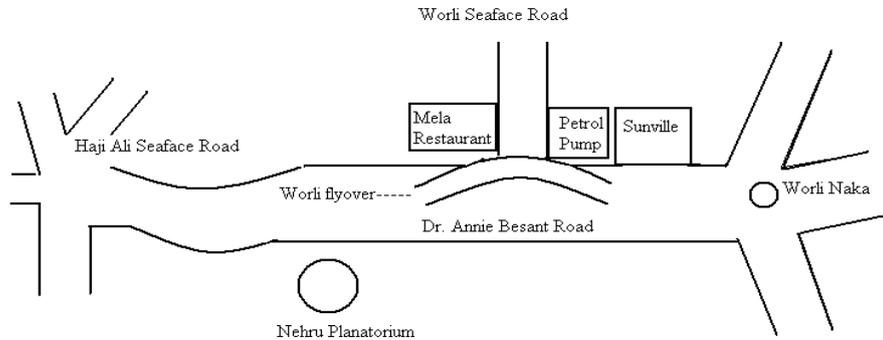 Worli Seaface Road
Mela
Restaurant
Petrol
Pump
Sunville
Haji Ali Seaface Road
Worli flyover-----
Worli Naka
Dr. Annie Besant Road
Nehru Planatorium